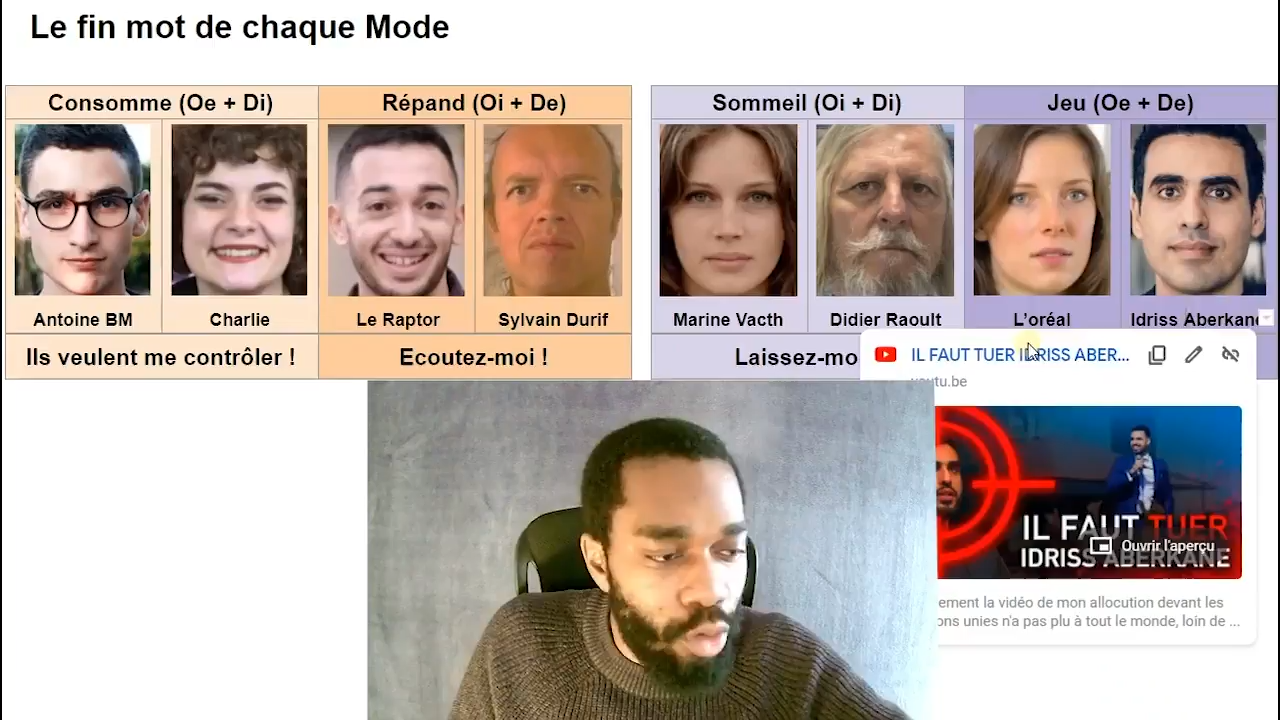 Le fin mot de chaque Mode
Consomme (Oe + Di)
Répand (Oi + De)
Sommeil (Oi + Di)
Jeu (Oe + De)
Antoine BM
Charlie
Le Raptor
Sylvain Durif
Marine Vacth
Didier Raoult
L'oréal
Idriss Aberkane
Ils veulent me contrôler !
Ecoutez-moi !
Laissez-mo
IL FAUT TUER IDRISS ABER...
youtu.be
IL FAUT TUER
Ouvrir l'aperçu
IDRISS ABERKANE
ement la vidéo de mon allocution devant les
ons unies n'a pas plu à tout le monde, loin de ...